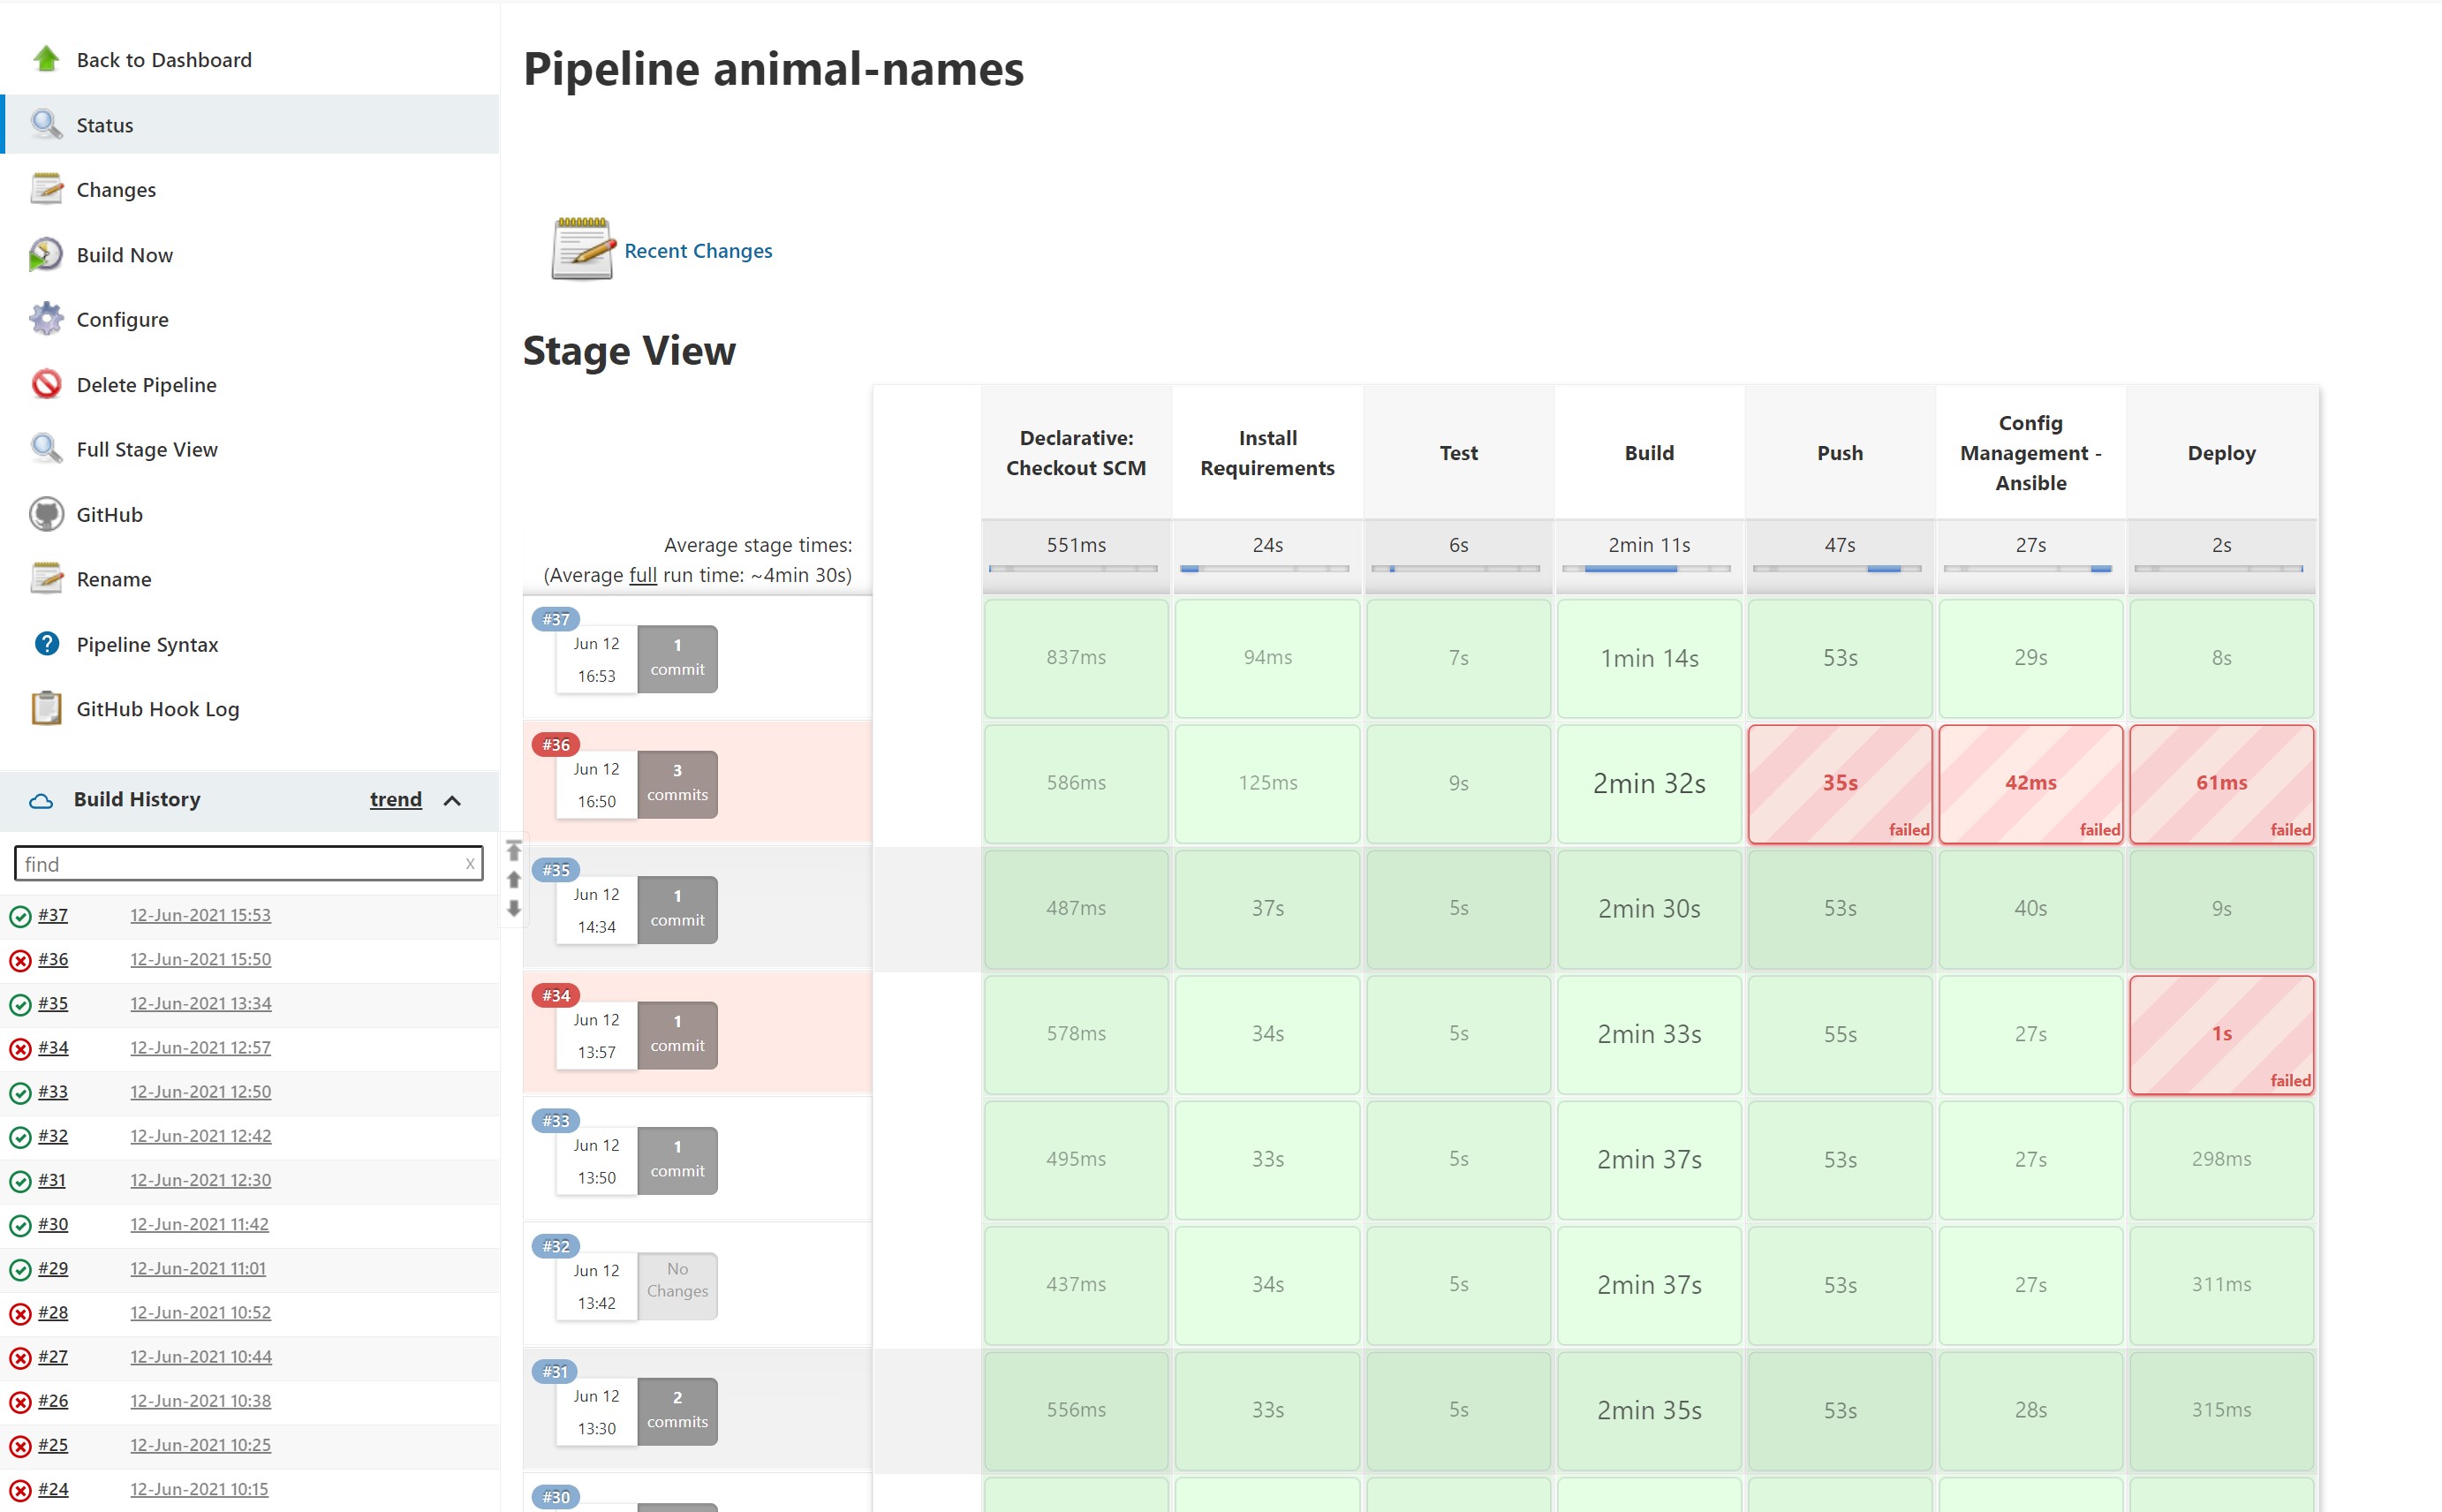 Back to Dashboard
Status
Changes
Build Now
Configure
Delete Pipeline
Full Stage View
GitHub
Rename
Pipeline Syntax
GitHub Hook Log
Build History trend
find x
#37 12-Jun-2021 15:53
#36 12-Jun-2021 15:50
#35 12-Jun-2021 13:34
#34 12-Jun-2021 12:57
#33 12-Jun-2021 12:50
#32 12-Jun-2021 12:42
#31 12-Jun-2021 12:30
#30 12-Jun-2021 11:42
#29 12-Jun-2021 11:01
#28 12-Jun-2021 10:52
#27 12-Jun-2021 10:44
#26 12-Jun-2021 10:38
#25 12-Jun-2021 10:25
#24 12-Jun-2021 10:15
Pipeline animal-names
Recent Changes
Stage View
Declarative:
Checkout SCM
Install
Requirements
Test
Build
Push
Config
Management -
Ansible
Deploy
Average stage times:
(Average full run time: ~4min 30s)
551ms 24s 6s 2min 11s 47s 27s 2s
#37
Jun 12
16:53
1
commit
837ms 94ms 7s 1min 14s 53s 29s 8s
#36
Jun 12
16:50
3
commits
586ms 125ms 9s 2min 32s 35s 42ms 61ms
failed failed failed
#35
Jun 12
14:34
1
commit
487ms 37s 5s 2min 30s 53s 40s 9s
#34
Jun 12
13:57
1
commit
578ms 34s 5s 2min 33s 55s 27s 1s
failed
#33
Jun 12
13:50
1
commit
495ms 33s 5s 2min 37s 53s 27s 298ms
#32
Jun 12
13:42
No
Changes
437ms 34s 5s 2min 37s 53s 27s 311ms
#31
Jun 12
13:30
2
commits
556ms 33s 5s 2min 35s 53s 28s 315ms
#30